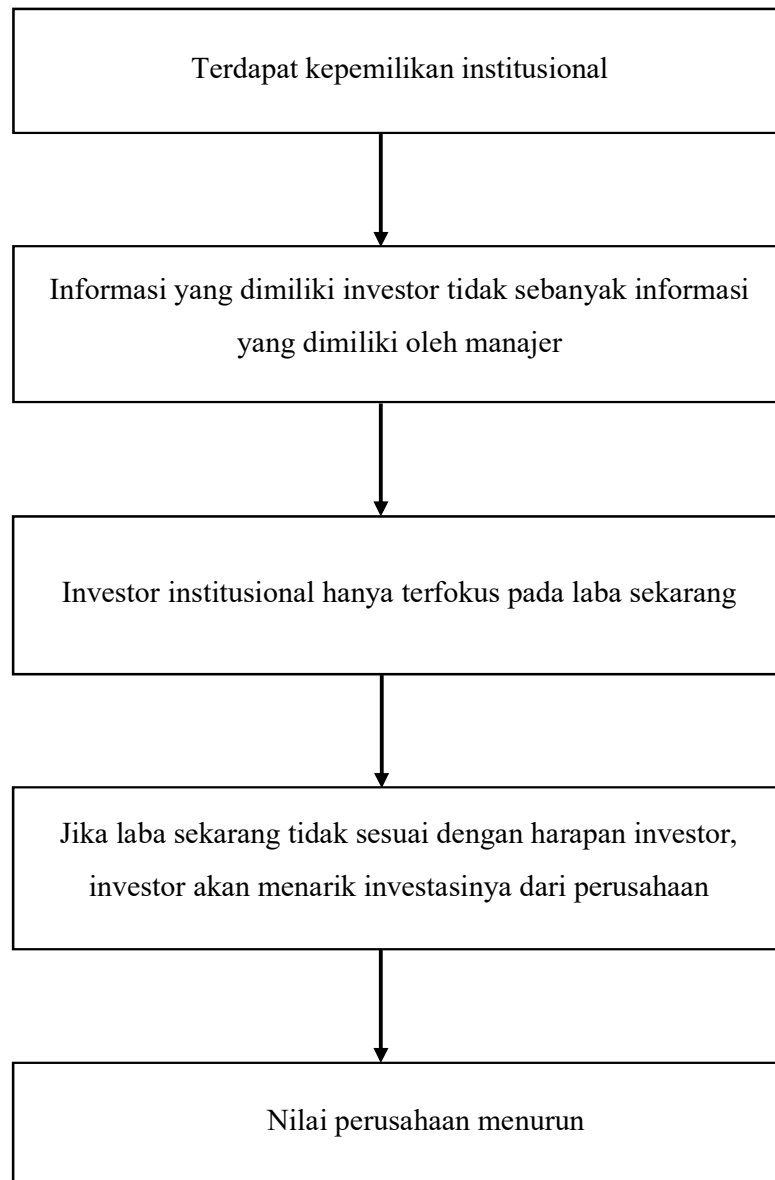 Terdapat kepemilikan institusional
Informasi yang dimiliki investor tidak sebanyak informasi
yang dimiliki oleh manajer
Investor institusional hanya terfokus pada laba sekarang
Jika laba sekarang tidak sesuai dengan harapan investor,
investor akan menarik investasinya dari perusahaan
Nilai perusahaan menurun